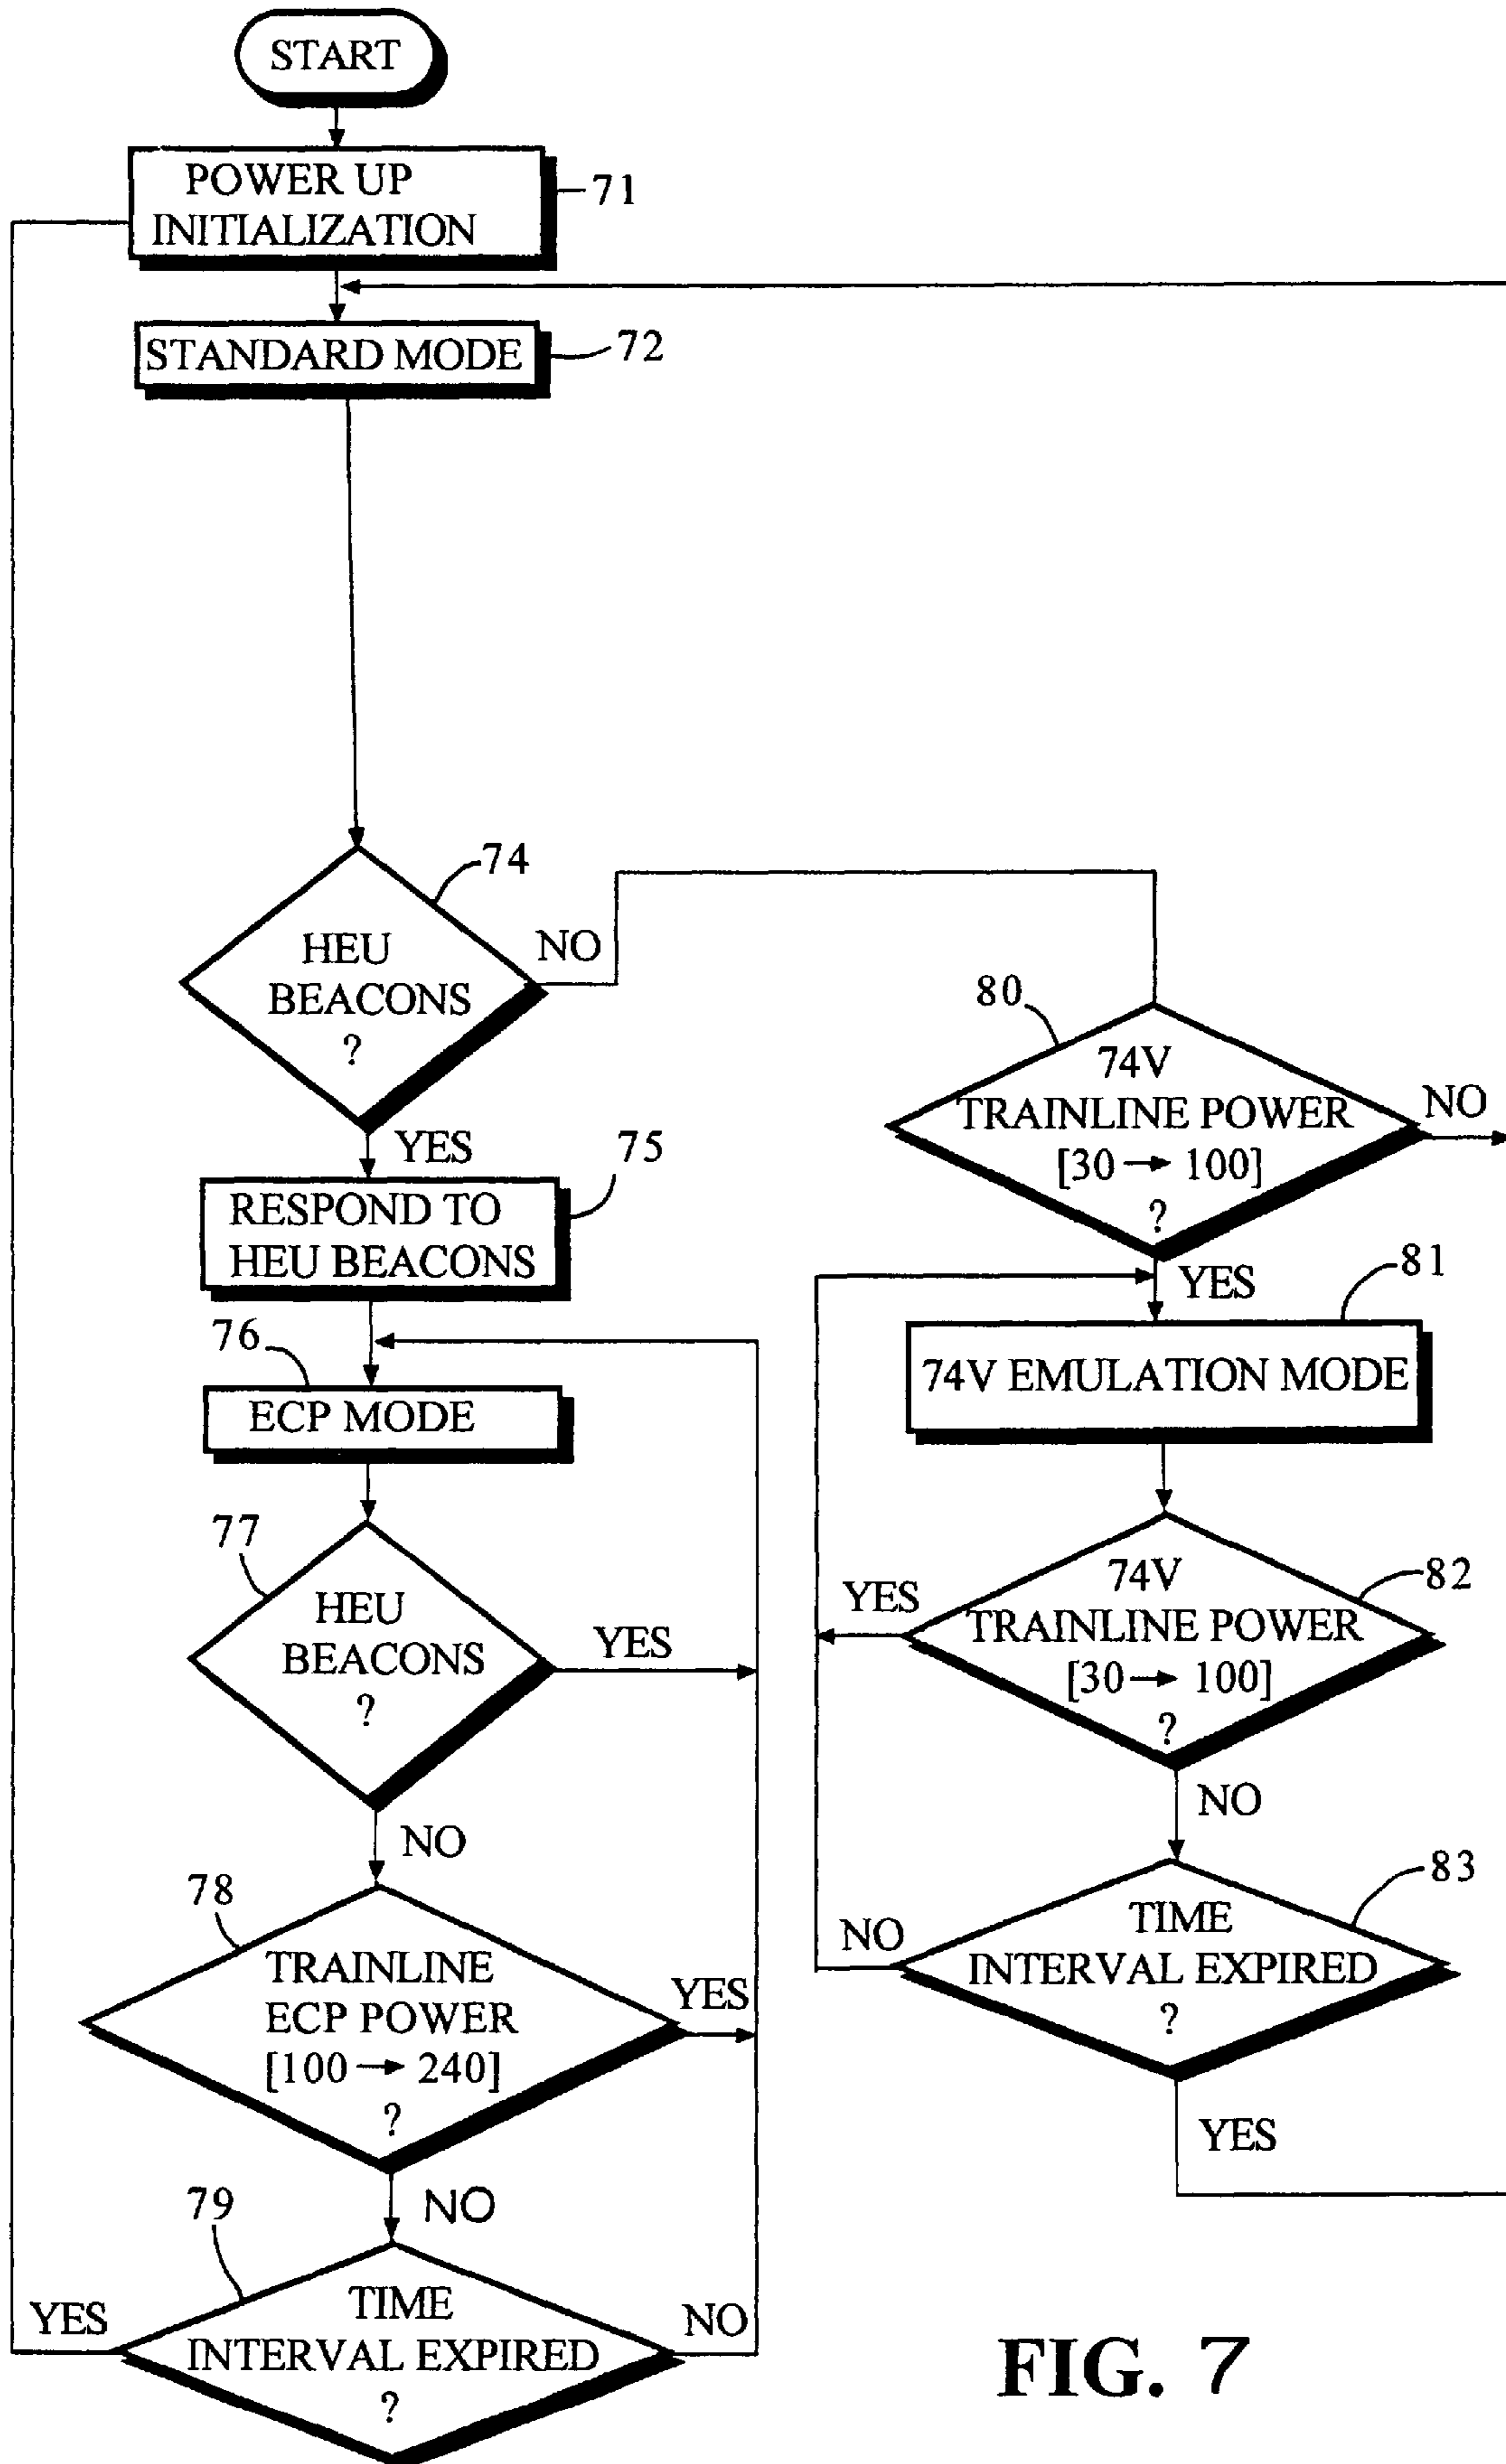 START
POWER UP
INITIALIZATION
71
STANDARD MODE
72
74
HEU
BEACONS
?
NO
YES
75
RESPOND TO
HEU BEACONS
76
ECP MODE
77
HEU
BEACONS
?
YES
NO
78
TRAINLINE
ECP POWER
[100 → 240]
?
YES
NO
79
TIME
INTERVAL EXPIRED
?
YES
NO
80
74V
TRAINLINE POWER
[30 → 100]
?
NO
YES
81
74V EMULATION MODE
82
74V
TRAINLINE POWER
[30 → 100]
?
YES
NO
83
TIME
INTERVAL EXPIRED
?
NO
YES
FIG. 7